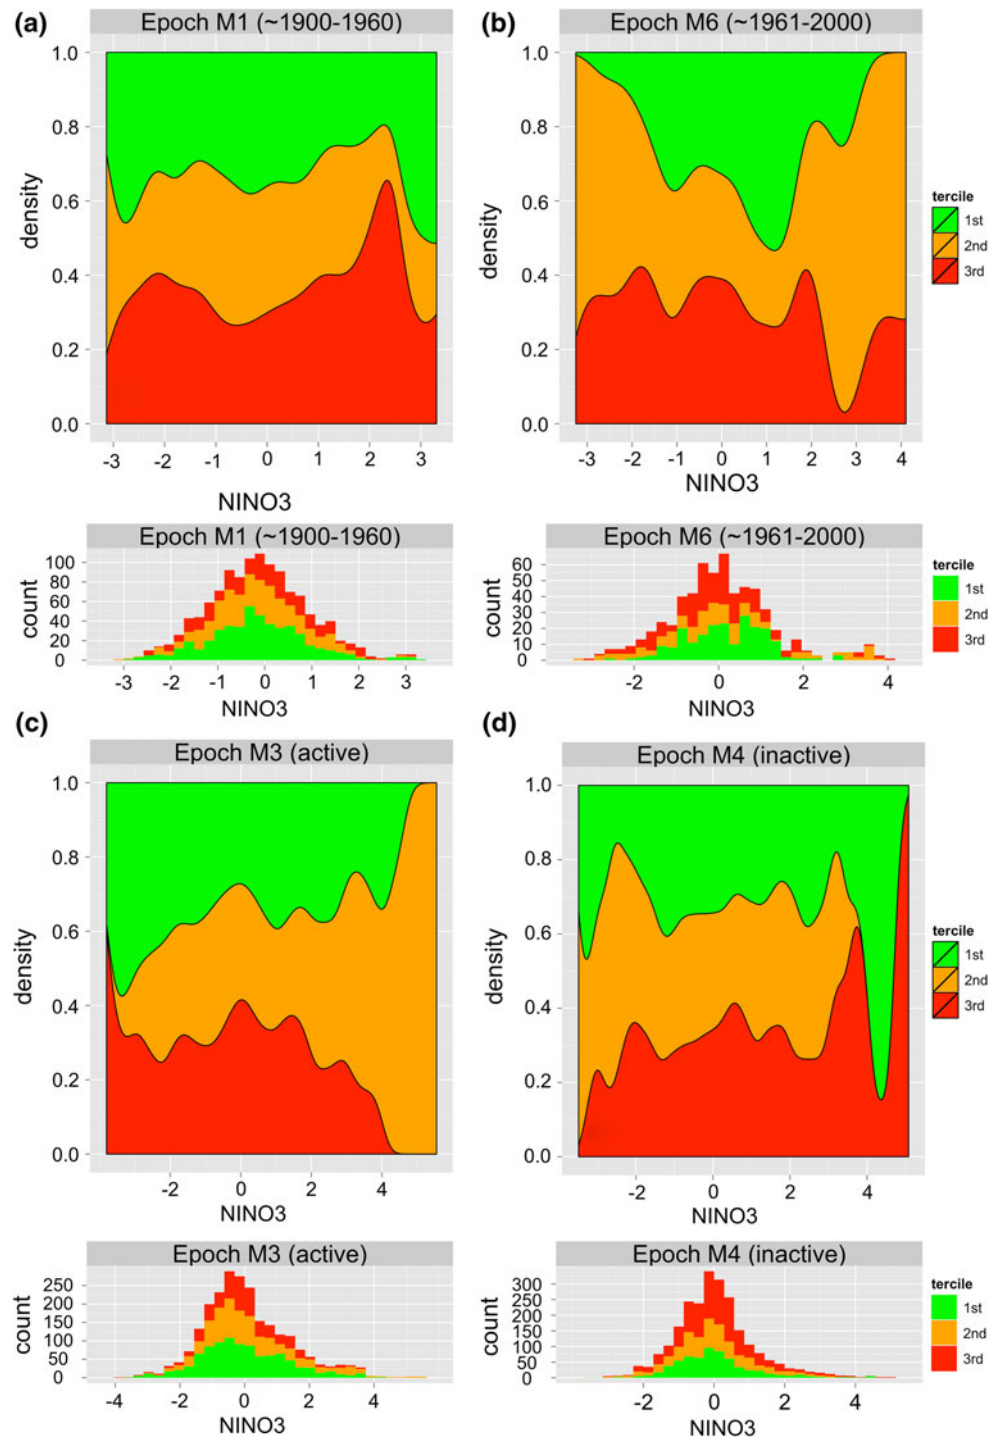 (a) Epoch M1 (~1900-1960)
1.0
0.8
0.6
0.4
0.2
0.0
density
-3 -2 -1 0 1 2 3
NINO3
(b) Epoch M6 (~1961-2000)
1.0
0.8
0.6
0.4
0.2
0.0
density
-3 -2 -1 0 1 2 3 4
NINO3
tercile
1st
2nd
3rd
Epoch M1 (~1900-1960)
100
80
60
40
20
0
count
-3 -2 -1 0 1 2 3
NINO3
Epoch M6 (~1961-2000)
60
50
40
30
20
10
0
count
-2 0 2 4
NINO3
tercile
1st
2nd
3rd
(c) Epoch M3 (active)
1.0
0.8
0.6
0.4
0.2
0.0
density
-2 0 2 4
NINO3
(d) Epoch M4 (inactive)
1.0
0.8
0.6
0.4
0.2
0.0
density
-2 0 2 4
NINO3
tercile
1st
2nd
3rd
Epoch M3 (active)
250
200
150
100
50
0
count
-4 -2 0 2 4
NINO3
Epoch M4 (inactive)
300
250
200
150
100
50
0
count
-2 0 2 4
NINO3
tercile
1st
2nd
3rd